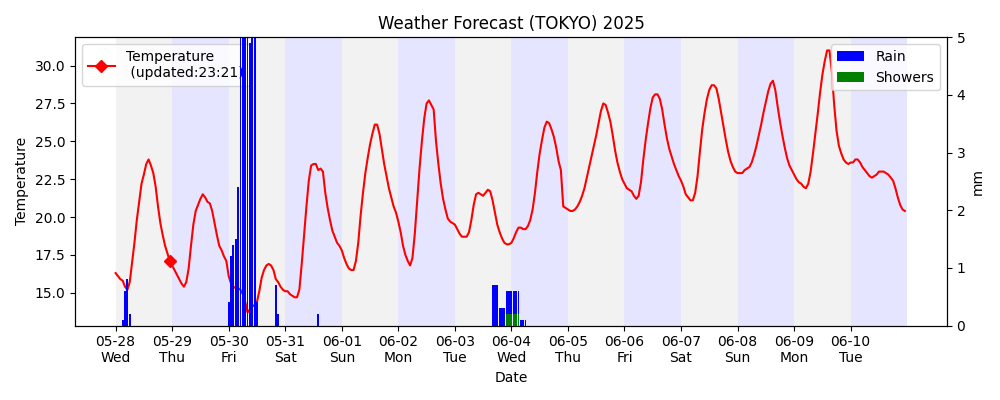 Weather Forecast (TOKYO) 2025
Temperature
(updated:23:21)
Rain
Showers
30.0
27.5
25.0
22.5
20.0
17.5
15.0
Temperature
5
4
3
2
1
0
mm
05-28 05-29 05-30 05-31 06-01 06-02 06-03 06-04 06-05 06-06 06-07 06-08 06-09 06-10
Wed Thu Fri Sat Sun Mon Tue Wed Thu Fri Sat Sun Mon Tue
Date